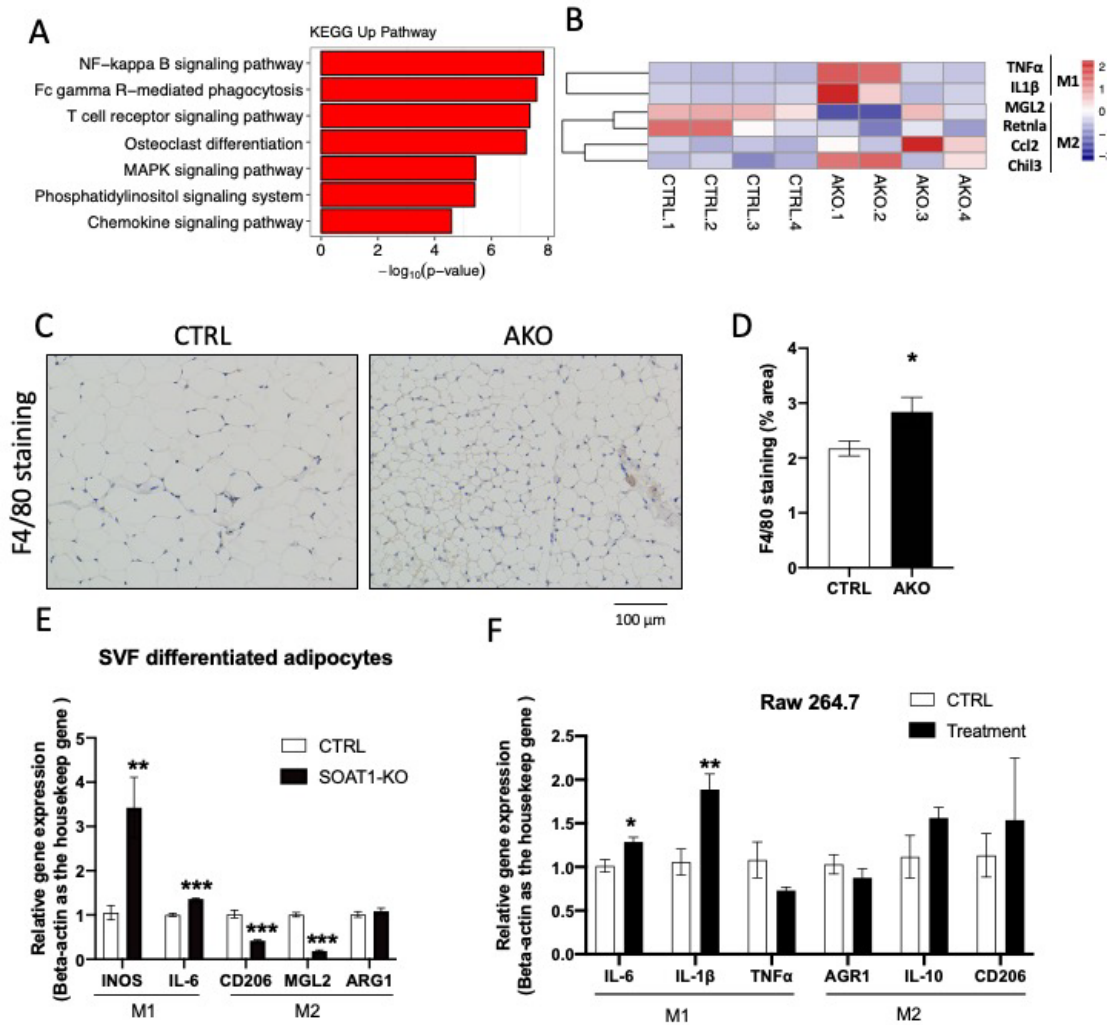 A
KEGG Up Pathway
NF−kappa B signaling pathway
Fc gamma R−mediated phagocytosis
T cell receptor signaling pathway
Osteoclast differentiation
MAPK signaling pathway
Phosphatidylinositol signaling system
Chemokine signaling pathway
0 2 4 6 8
−log10(p−value)
B
TNFα
IL1β
MGL2
Retnla
Ccl2
Chil3
M1
M2
2
1
0
CTRL.1
CTRL.2
CTRL.3
CTRL.4
AKO.1
AKO.2
AKO.3
AKO.4
C
CTRL
AKO
F4/80 staining
100 µm
D
F4/80 staining (% area)
4
3
2
1
0
*
CTRL AKO
E
SVF differentiated adipocytes
Relative gene expression
(Beta-actin as the housekeep gene )
5
4
3
2
1
0
CTRL
SOAT1-KO
**
***
***
***
INOS IL-6 CD206 MGL2 ARG1
M1 M2
F
Raw 264.7
CTRL
Treatment
Relative gene expression
(Beta-actin as the housekeep gene )
2.5
2.0
1.5
1.0
0.5
0.0
*
**
IL-6 IL-1β TNFα AGR1 IL-10 CD206
M1 M2